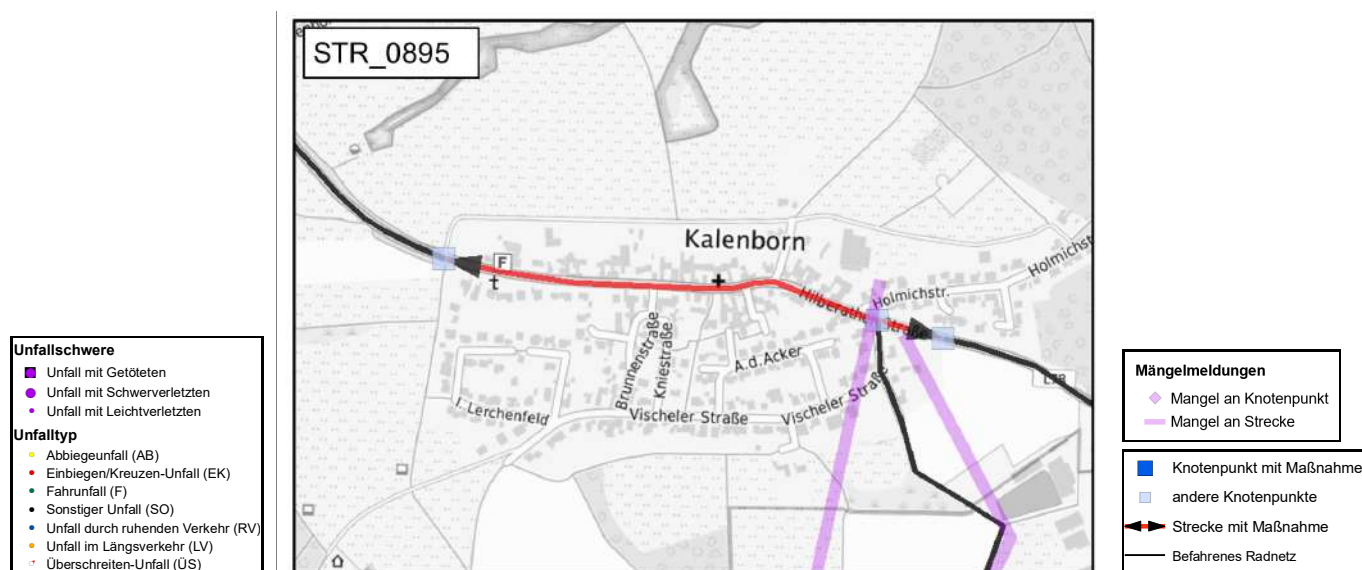 STR_0895
Kalenborn
F
t
Holmichstr.
Holmichstr.
Brunnenstraße
Kniestraße
A.d.Acker
I. Lerchenfeld
Vischeler Straße
Vischeler Straße
Unfallschwere
Unfall mit Getöteten
Unfall mit Schwerverletzten
Unfall mit Leichtverletzten
Unfalltyp
Abbiegeunfall (AB)
Einbiegen/Kreuzen-Unfall (EK)
Fahrunfall (F)
Sonstiger Unfall (SO)
Unfall durch ruhenden Verkehr (RV)
Unfall im Längsverkehr (LV)
Überschreiten-Unfall (ÜS)
Mängelmeldungen
Mangel an Knotenpunkt
Mangel an Strecke
Knotenpunkt mit Maßnahme
andere Knotenpunkte
Strecke mit Maßnahme
Befahrenes Radnetz